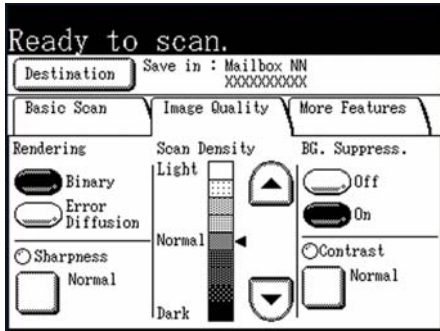 Ready to scan.
Destination
Save in : Mailbox NN
XXXXXXXXXX
Basic Scan
Image Quality
More Features
Rendering
Binary
Error
Diffusion
Sharpness
Normal
Scan Density
Light
Normal
Dark
BG. Suppress.
Off
On
Contrast
Normal